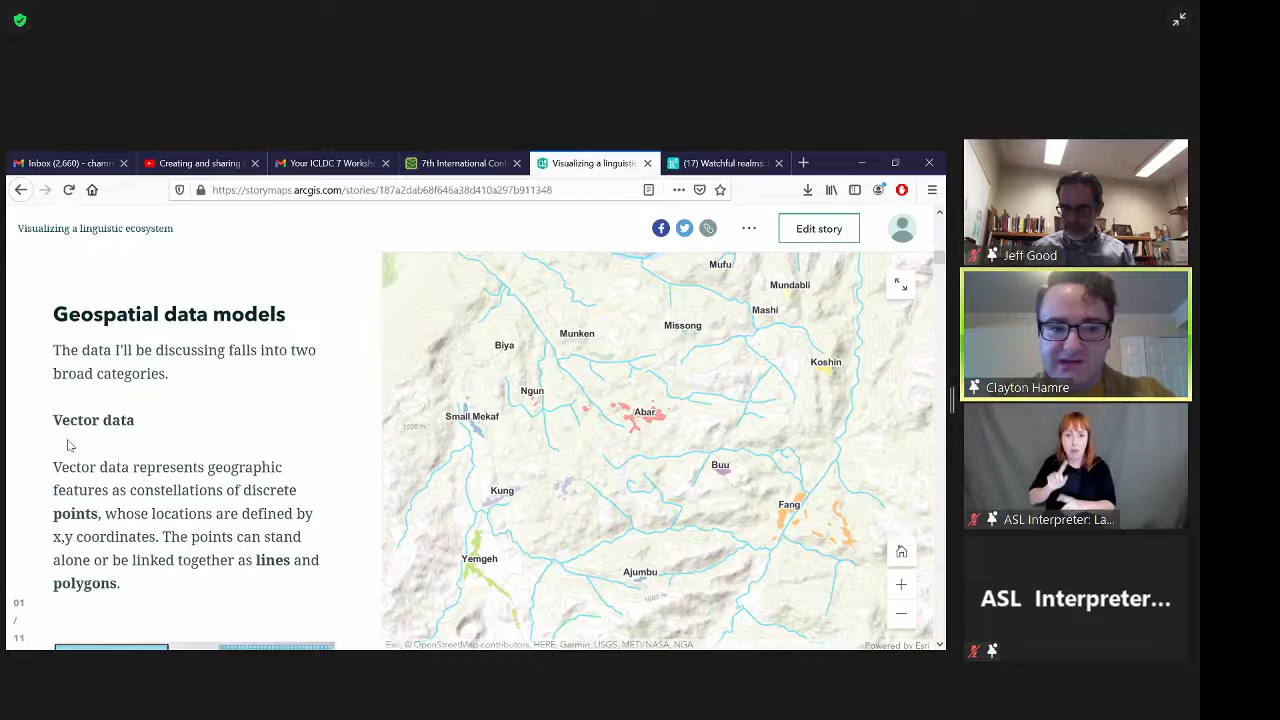 Inbox (2,660) - cham
Creating and sharing
Your ICLDC 7 Worksh
7th International Con
Visualizing a linguistic
(17) Watchful realms:
https://storymaps.arcgis.com/stories/187a2dab68f646a38d410a297b911348
Visualizing a linguistic ecosystem
Edit story
Geospatial data models
The data I'll be discussing falls into two
broad categories.
Vector data
Vector data represents geographic
features as constellations of discrete
points, whose locations are defined by
x,y coordinates. The points can stand
alone or be linked together as lines and
polygons.
01
/
11
Mufu
Mundabli
Mashi
Missong
Munken
Biya
Koshin
Ngun
Abar
Small Mekaf
1000 m
Buu
Kung
Fang
Yemgeh
Ajumbu
1000 m
Esri, © OpenStreetMap contributors, HERE, Garmin, USGS, METI/NASA, NGA
Powered by Esri
Jeff Good
Clayton Hamre
ASL Interpreter: La...
ASL Interpreter...